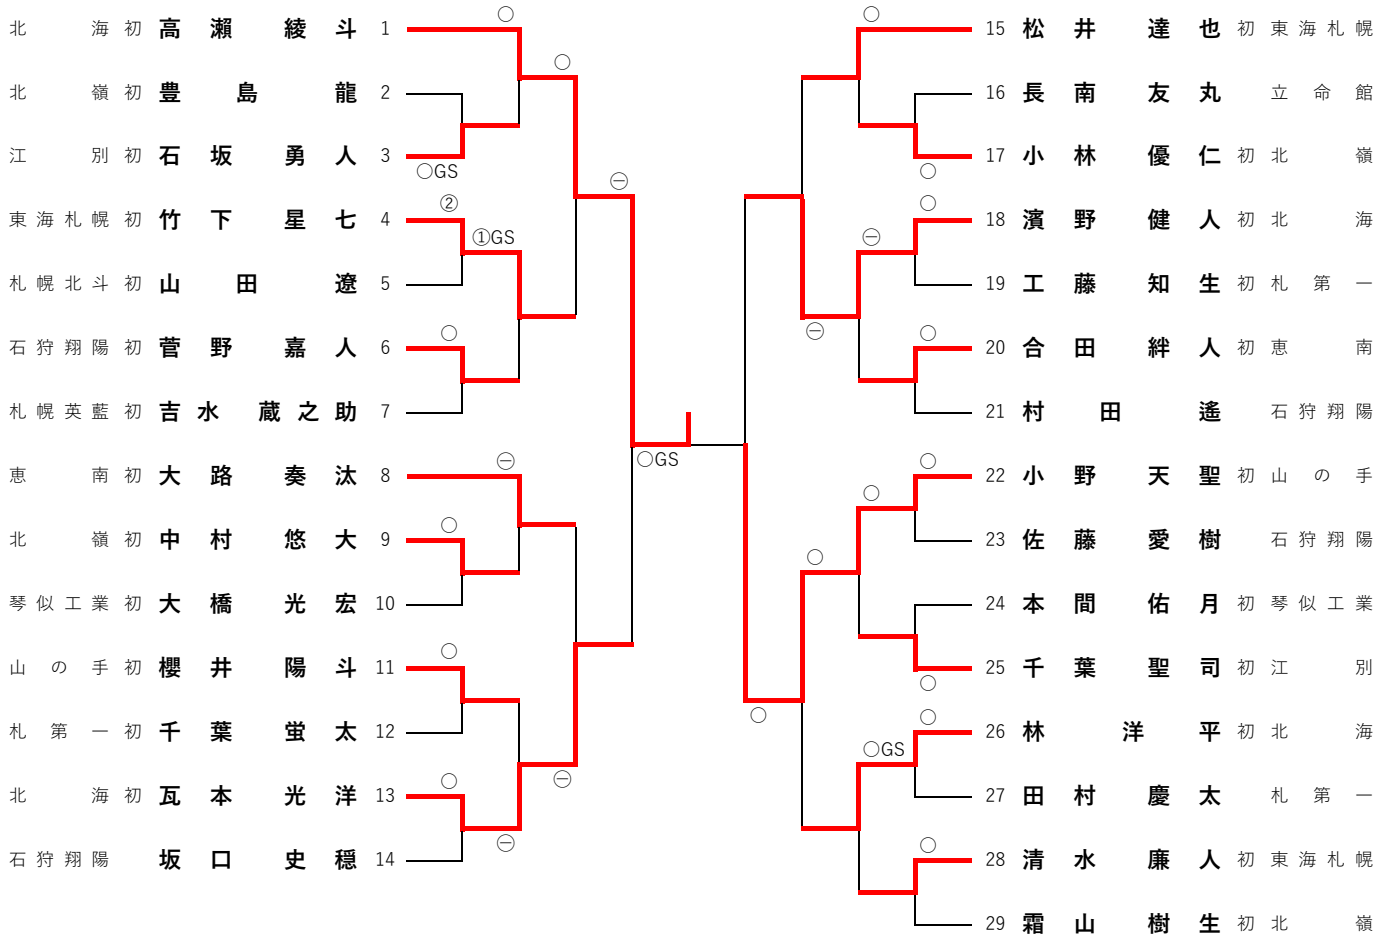 北海 初 高瀬綾斗 1
○
○
北嶺 初 豊島龍 2
江別 初 石坂勇人 3
○GS
㊀
東海札幌 初 竹下星七 4
②
①GS
札幌北斗 初 山田遼 5
石狩翔陽 初 菅野嘉人 6
○
札幌英藍 初 吉水蔵之助 7
○GS
恵南 初 大路奏汰 8
㊀
北嶺 初 中村悠大 9
○
琴似工業 初 大橋光宏 10
山の手 初 櫻井陽斗 11
○
札第一 初 千葉蛍太 12
㊀
北海 初 瓦本光洋 13
○
㊀
石狩翔陽 坂口史穏 14
○
15 松井達也 初 東海札幌
16 長南友丸 立命館
17 小林優仁 初 北嶺
○
○
18 濱野健人 初 北海
㊀
19 工藤知生 初 札第一
㊀
○
20 合田絆人 初 恵南
21 村田遙 石狩翔陽
○
22 小野天聖 初 山の手
○
23 佐藤愛樹 石狩翔陽
○
24 本間佑月 初 琴似工業
25 千葉聖司 初 江別
○
○
○
26 林洋平 初 北海
○GS
27 田村慶太 札第一
○
28 清水廉人 初 東海札幌
29 霜山樹生 初 北嶺